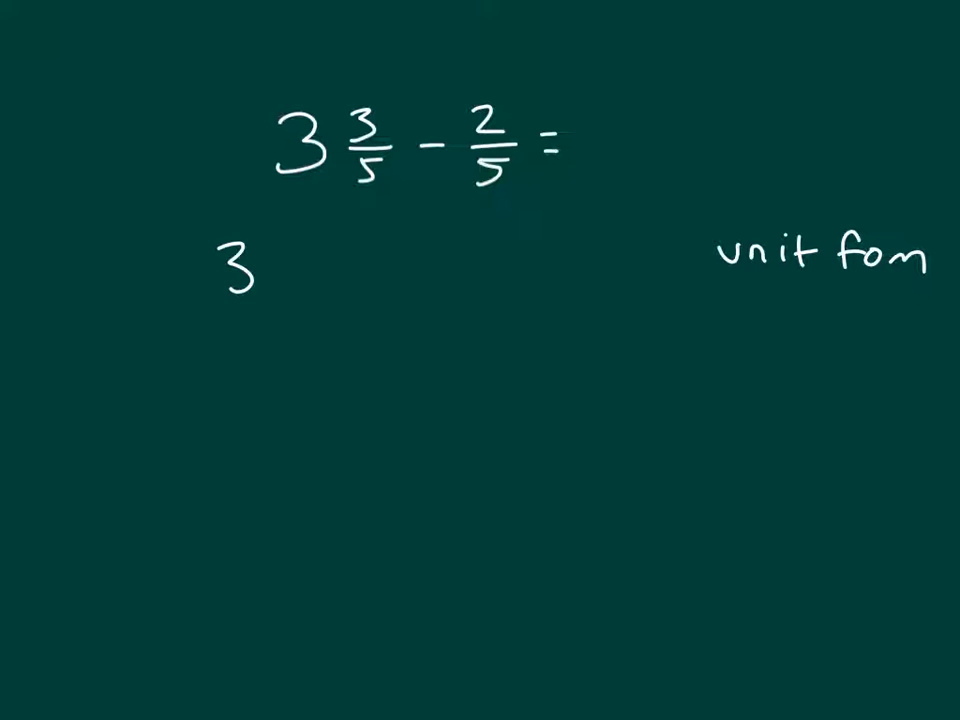 3 3/5 - 2/5 =
3
unit fom